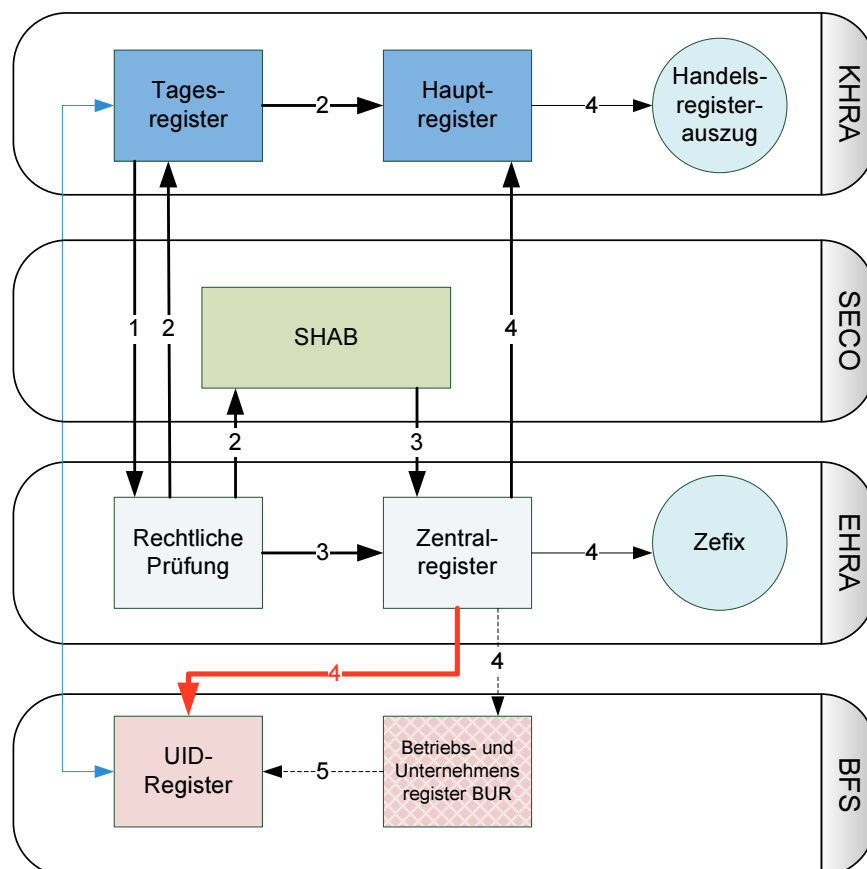 Tages-
register
2
Haupt-
register
4
Handels-
register-
auszug
KHRA
1
2
4
SHAB
SECO
2
3
Rechtliche
Prüfung
3
Zentral-
register
4
Zefix
EHRA
4
4
UID-
Register
5
Betriebs- und
Unternehmens
register BUR
BFS